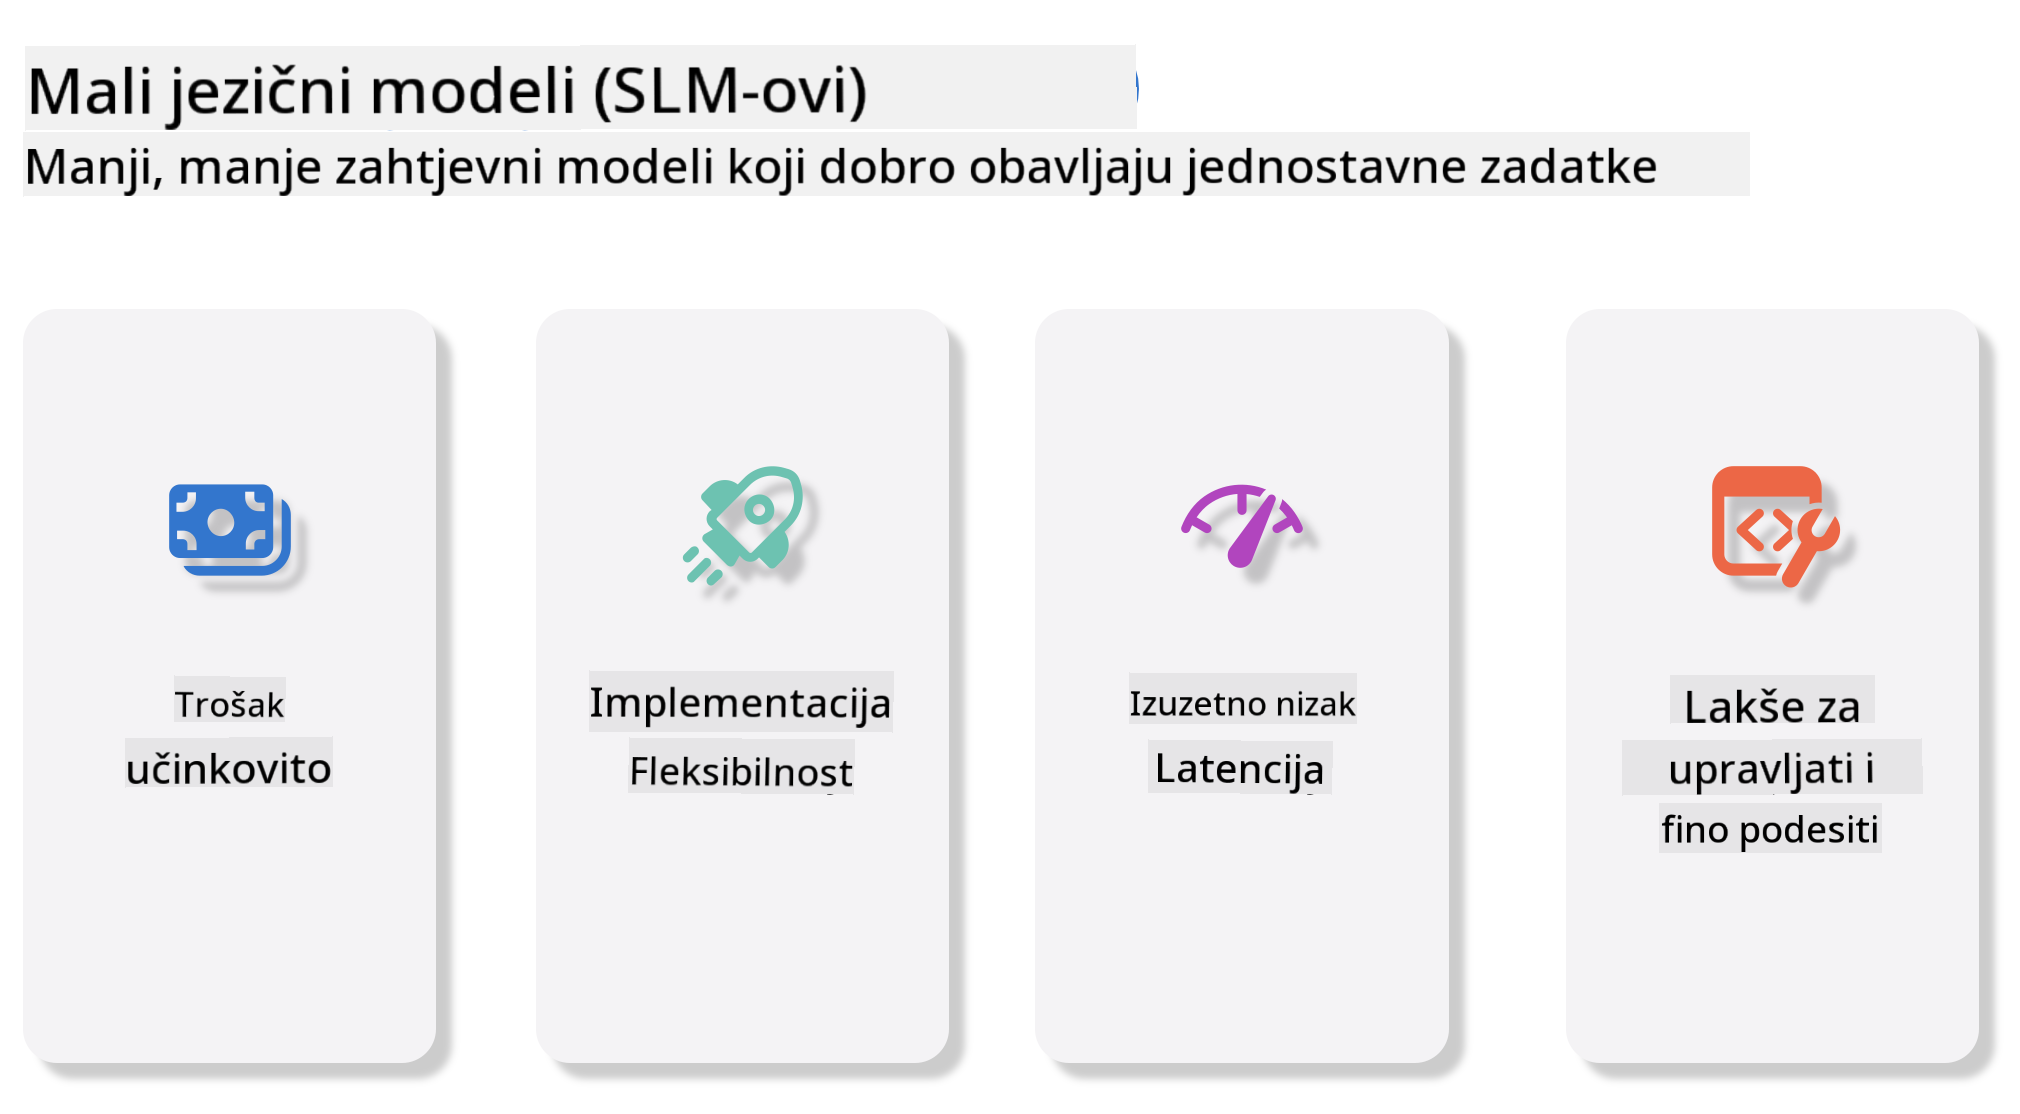 Mali jezični modeli (SLM-ovi)
Manji, manje zahtjevni modeli koji dobro obavljaju jednostavne zadatke
Trošak
učinkovito
Implementacija
Fleksibilnost
Izuzetno nizak
Latencija
Lakše za
upravljati i
fino podesiti